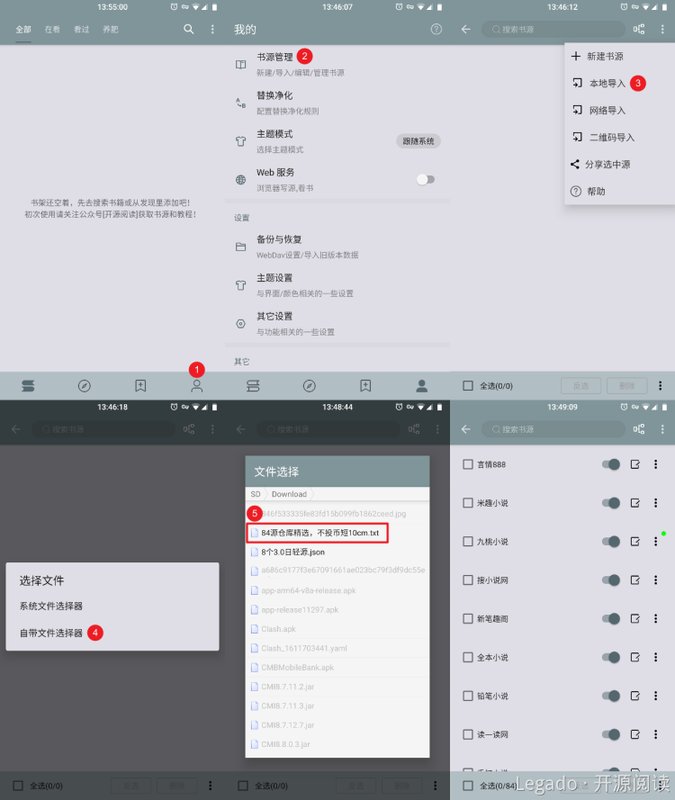 13:55:00
全部 在看 看过 养肥
书架还空着，先去搜索书籍或从发现里添加吧！
初次使用请关注公众号[开源阅读]获取书源和教程！
1
13:46:07
我的
书源管理 2
新建/导入/编辑/管理书源
替换净化
配置替换净化规则
主题模式
选择主题模式
跟随系统
Web 服务
浏览器写源,看书
设置
备份与恢复
WebDav设置/导入旧版本数据
主题设置
与界面/颜色相关的一些设置
其它设置
与功能相关的一些设置
其它
13:46:12
搜索书源
新建书源
本地导入 3
网络导入
二维码导入
分享选中源
帮助
全选(0/0) 反选 删除
13:46:18
搜索书源
选择文件
系统文件选择器
自带文件选择器 4
全选(0/0) 反选 删除
13:48:44
搜索书源
文件选择
SD Download
5
84源仓库精选，不投币短10cm.txt
8个3.0日轻源.json
app-arm64-v8a-release.apk
app-release11297.apk
Clash.apk
Clash_1611703441.yaml
CMBMobileBank.apk
CMI8.7.11.2.jar
CMI8.7.11.3.jar
CMI8.7.12.7.jar
CMI8.8.0.3.jar
全选(0/0) 反选 删除
13:49:09
搜索书源
言情888
米趣小说
九桃小说
搜小说网
新笔趣阁
全本小说
铅笔小说
读一读网
全选(0/84)
Legado · 开源阅读